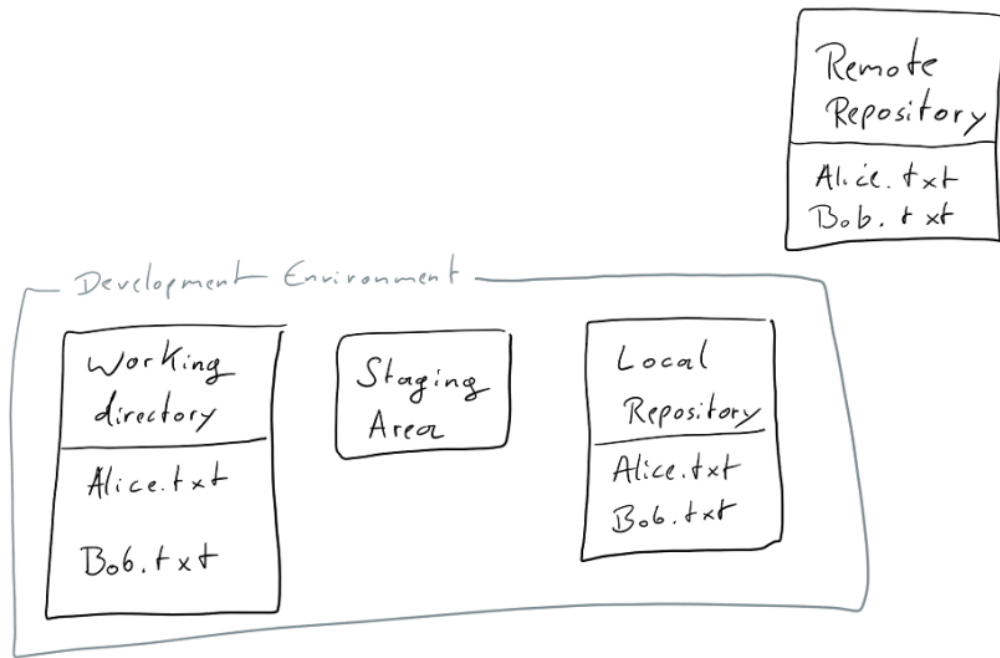 Remote
Repository
Alice.txt
Bob.txt
Development Environment
Working
directory
Alice.txt
Bob.txt
Staging
Area
Local
Repository
Alice.txt
Bob.txt